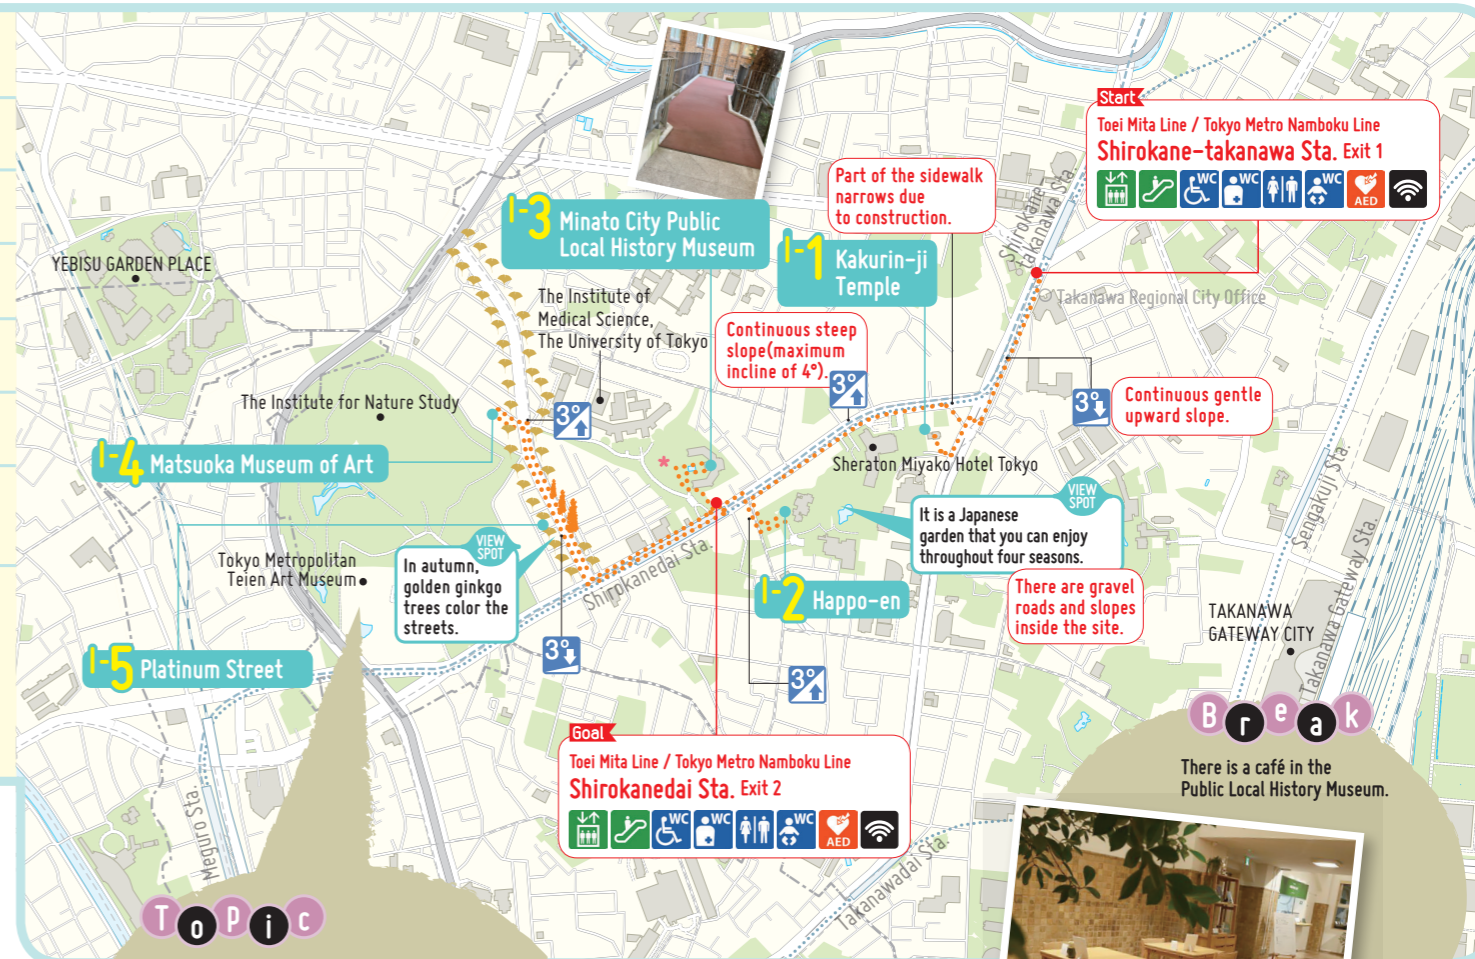 Start
Toei Mita Line / Tokyo Metro Namboku Line
Shirokane-takanawa Sta. Exit 1
WC
WC
WC
AED
Part of the sidewalk
narrows due
to construction.
Shirokane-
takanawa Sta.
I-3 Minato City Public
Local History Museum
I-1 Kakurin-ji
Temple
YEBISU GARDEN PLACE
The Institute of
Medical Science,
The University of Tokyo
Takanawa Regional City Office
Continuous steep
slope(maximum
incline of 4°).
3°
3°
Continuous gentle
upward slope.
The Institute for Nature Study
3°
I-4 Matsuoka Museum of Art
*
Sheraton Miyako Hotel Tokyo
Sengakuji Sta.
VIEW
SPOT
It is a Japanese
garden that you can enjoy
throughout four seasons.
VIEW
SPOT
In autumn,
golden ginkgo
trees color the
streets.
Tokyo Metropolitan
Teien Art Museum
Shirokanedai Sta.
I-2 Happo-en
There are gravel
roads and slopes
inside the site.
TAKANAWA
GATEWAY CITY
Takanawa Gateway Sta.
I-5 Platinum Street
3°
3°
Goal
Toei Mita Line / Tokyo Metro Namboku Line
Shirokanedai Sta. Exit 2
WC
WC
WC
AED
Break
There is a café in the
Public Local History Museum.
Meguro Sta.
Takanawadai Sta.
Topic